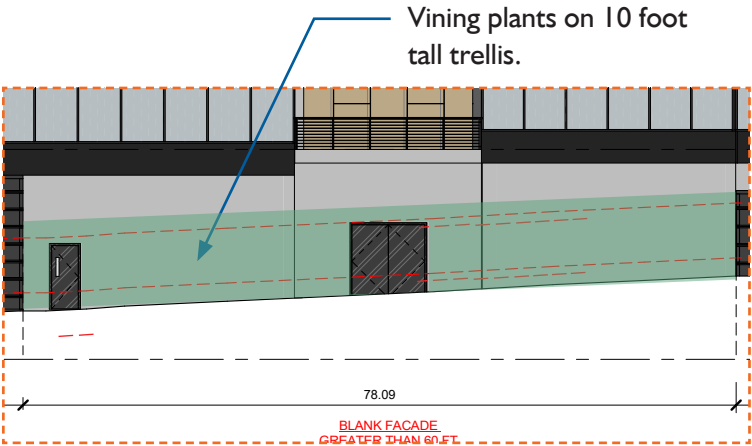 Vining plants on 10 foot
tall trellis.
78.09
BLANK FACADE
GREATER THAN 60 FT